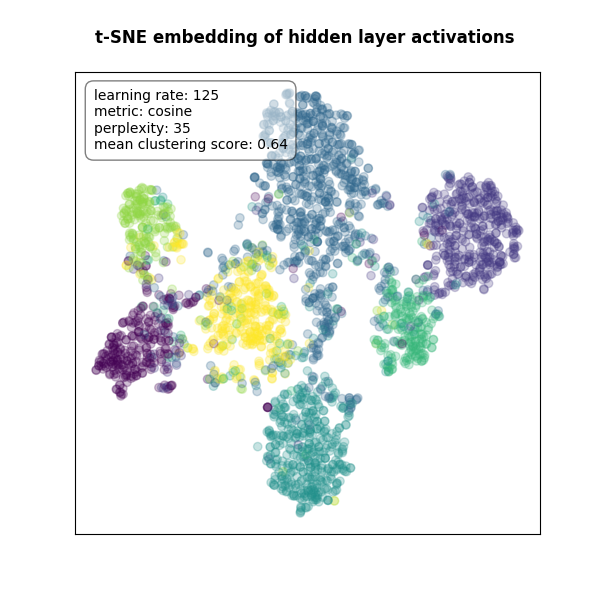 t-SNE embedding of hidden layer activations
learning rate: 125
metric: cosine
perplexity: 35
mean clustering score: 0.64